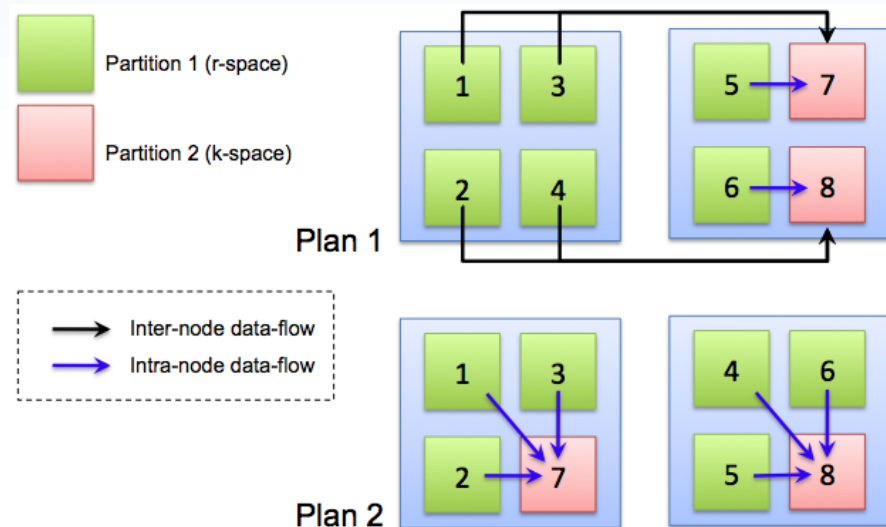 Partition 1 (r-space)
Partition 2 (k-space)
1 3
2 4
5 7
6 8
Plan 1
Inter-node data-flow
Intra-node data-flow
1 3
2 7
4 6
5 8
Plan 2